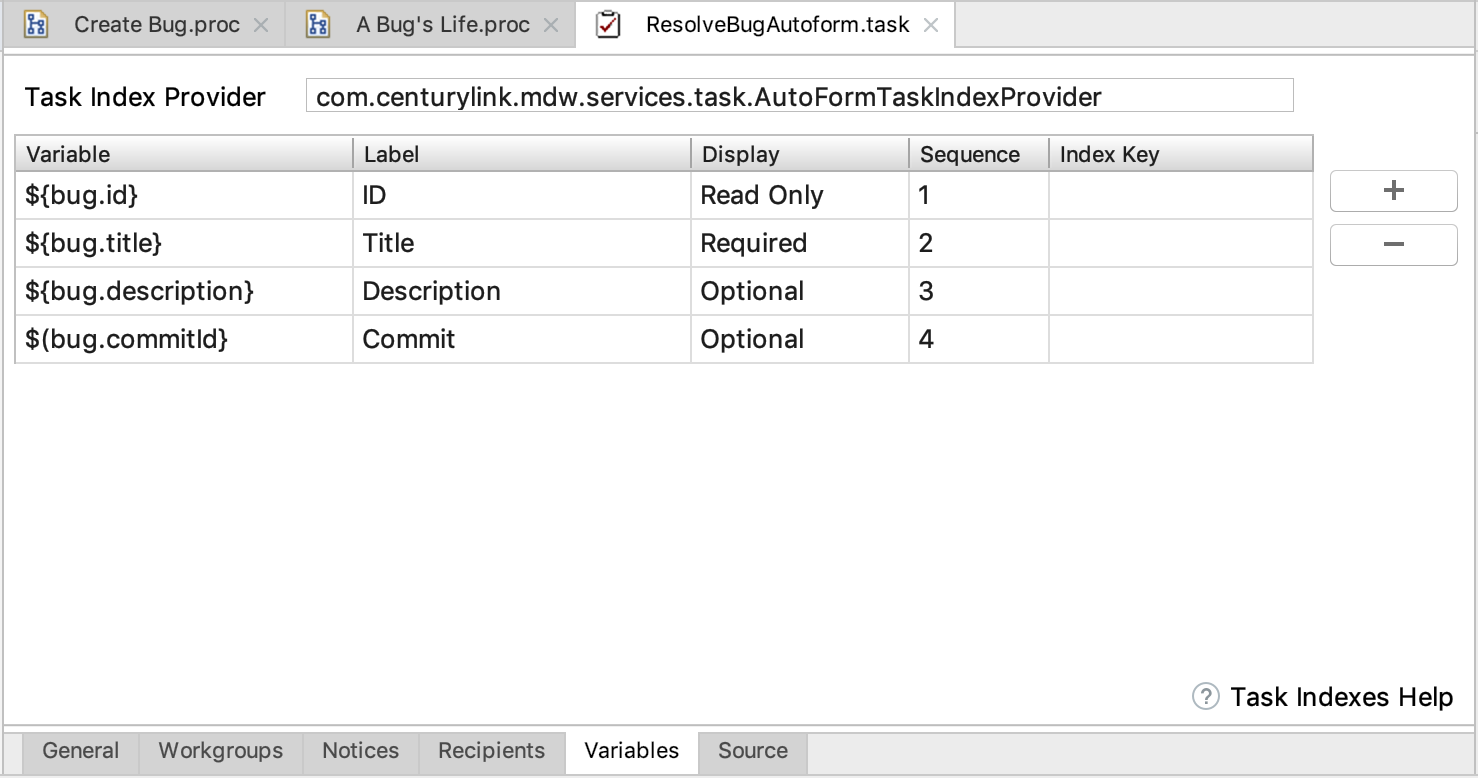 Create Bug.proc × A Bug's Life.proc × ResolveBugAutoform.task ×
Task Index Provider com.centurylink.mdw.services.task.AutoFormTaskIndexProvider
Variable Label Display Sequence Index Key
${bug.id} ID Read Only 1
${bug.title} Title Required 2
${bug.description} Description Optional 3
$(bug.commitId} Commit Optional 4
+
−
? Task Indexes Help
General Workgroups Notices Recipients Variables Source